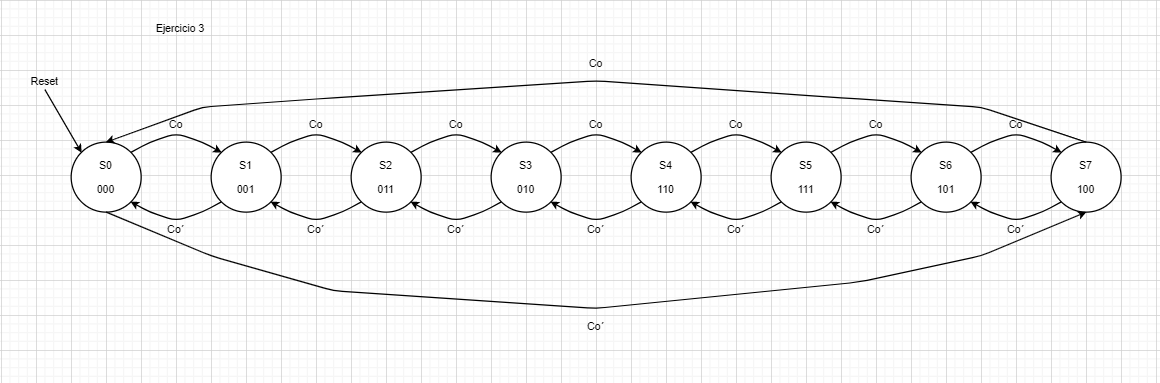 Ejercicio 3
Co
Reset
Co Co Co Co Co Co Co
S0 S1 S2 S3 S4 S5 S6 S7
000 001 011 010 110 111 101 100
Co´ Co´ Co´ Co´ Co´ Co´ Co´
Co´